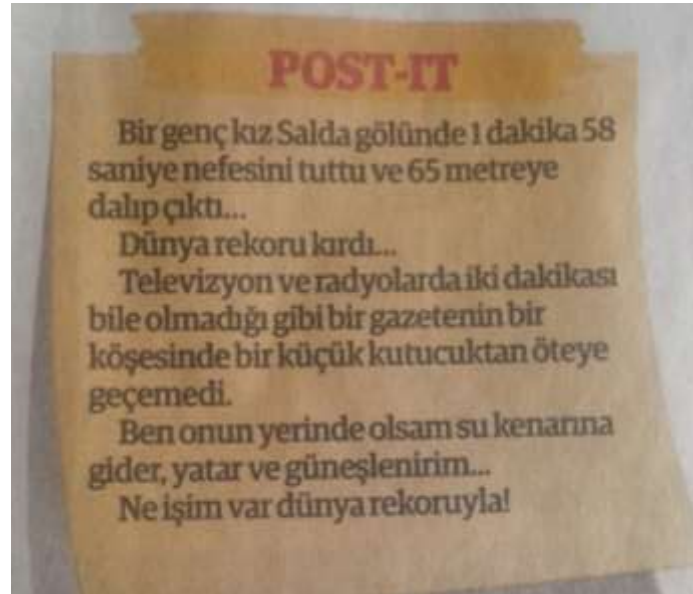 POST-IT
Bir genç kız Salda gölünde 1 dakika 58
saniye nefesini tuttu ve 65 metreye
dalıp çıktı...
Dünya rekoru kırdı...
Televizyon ve radyolarda iki dakikası
bile olmadığı gibi bir gazetenin bir
köşesinde bir küçük kutucuktan öteye
geçemedi.
Ben onun yerinde olsam su kenarına
gider, yatar ve güneşlenirim...
Ne işim var dünya rekoruyla!